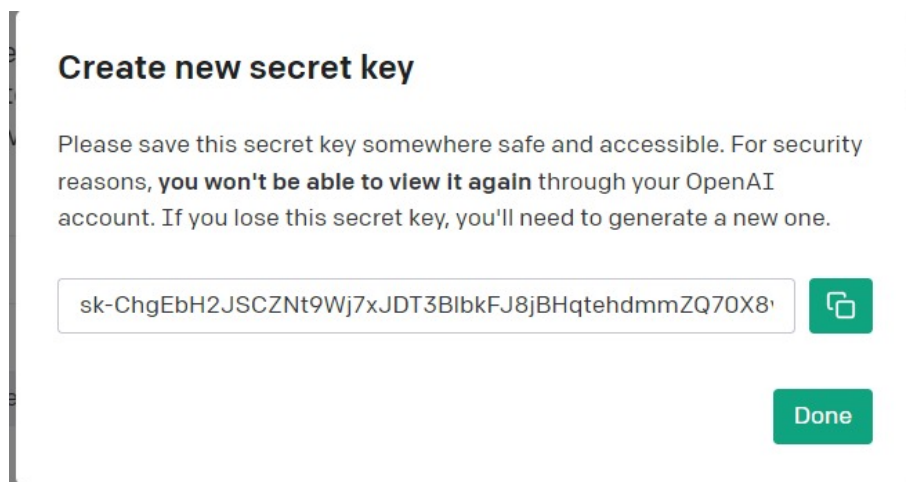 Create new secret key
Please save this secret key somewhere safe and accessible. For security
reasons, you won't be able to view it again through your OpenAI
account. If you lose this secret key, you'll need to generate a new one.
sk-ChgEbH2JSCZNt9Wj7xJDT3BlbkFJ8jBHqtehdmmZQ70X8
Done